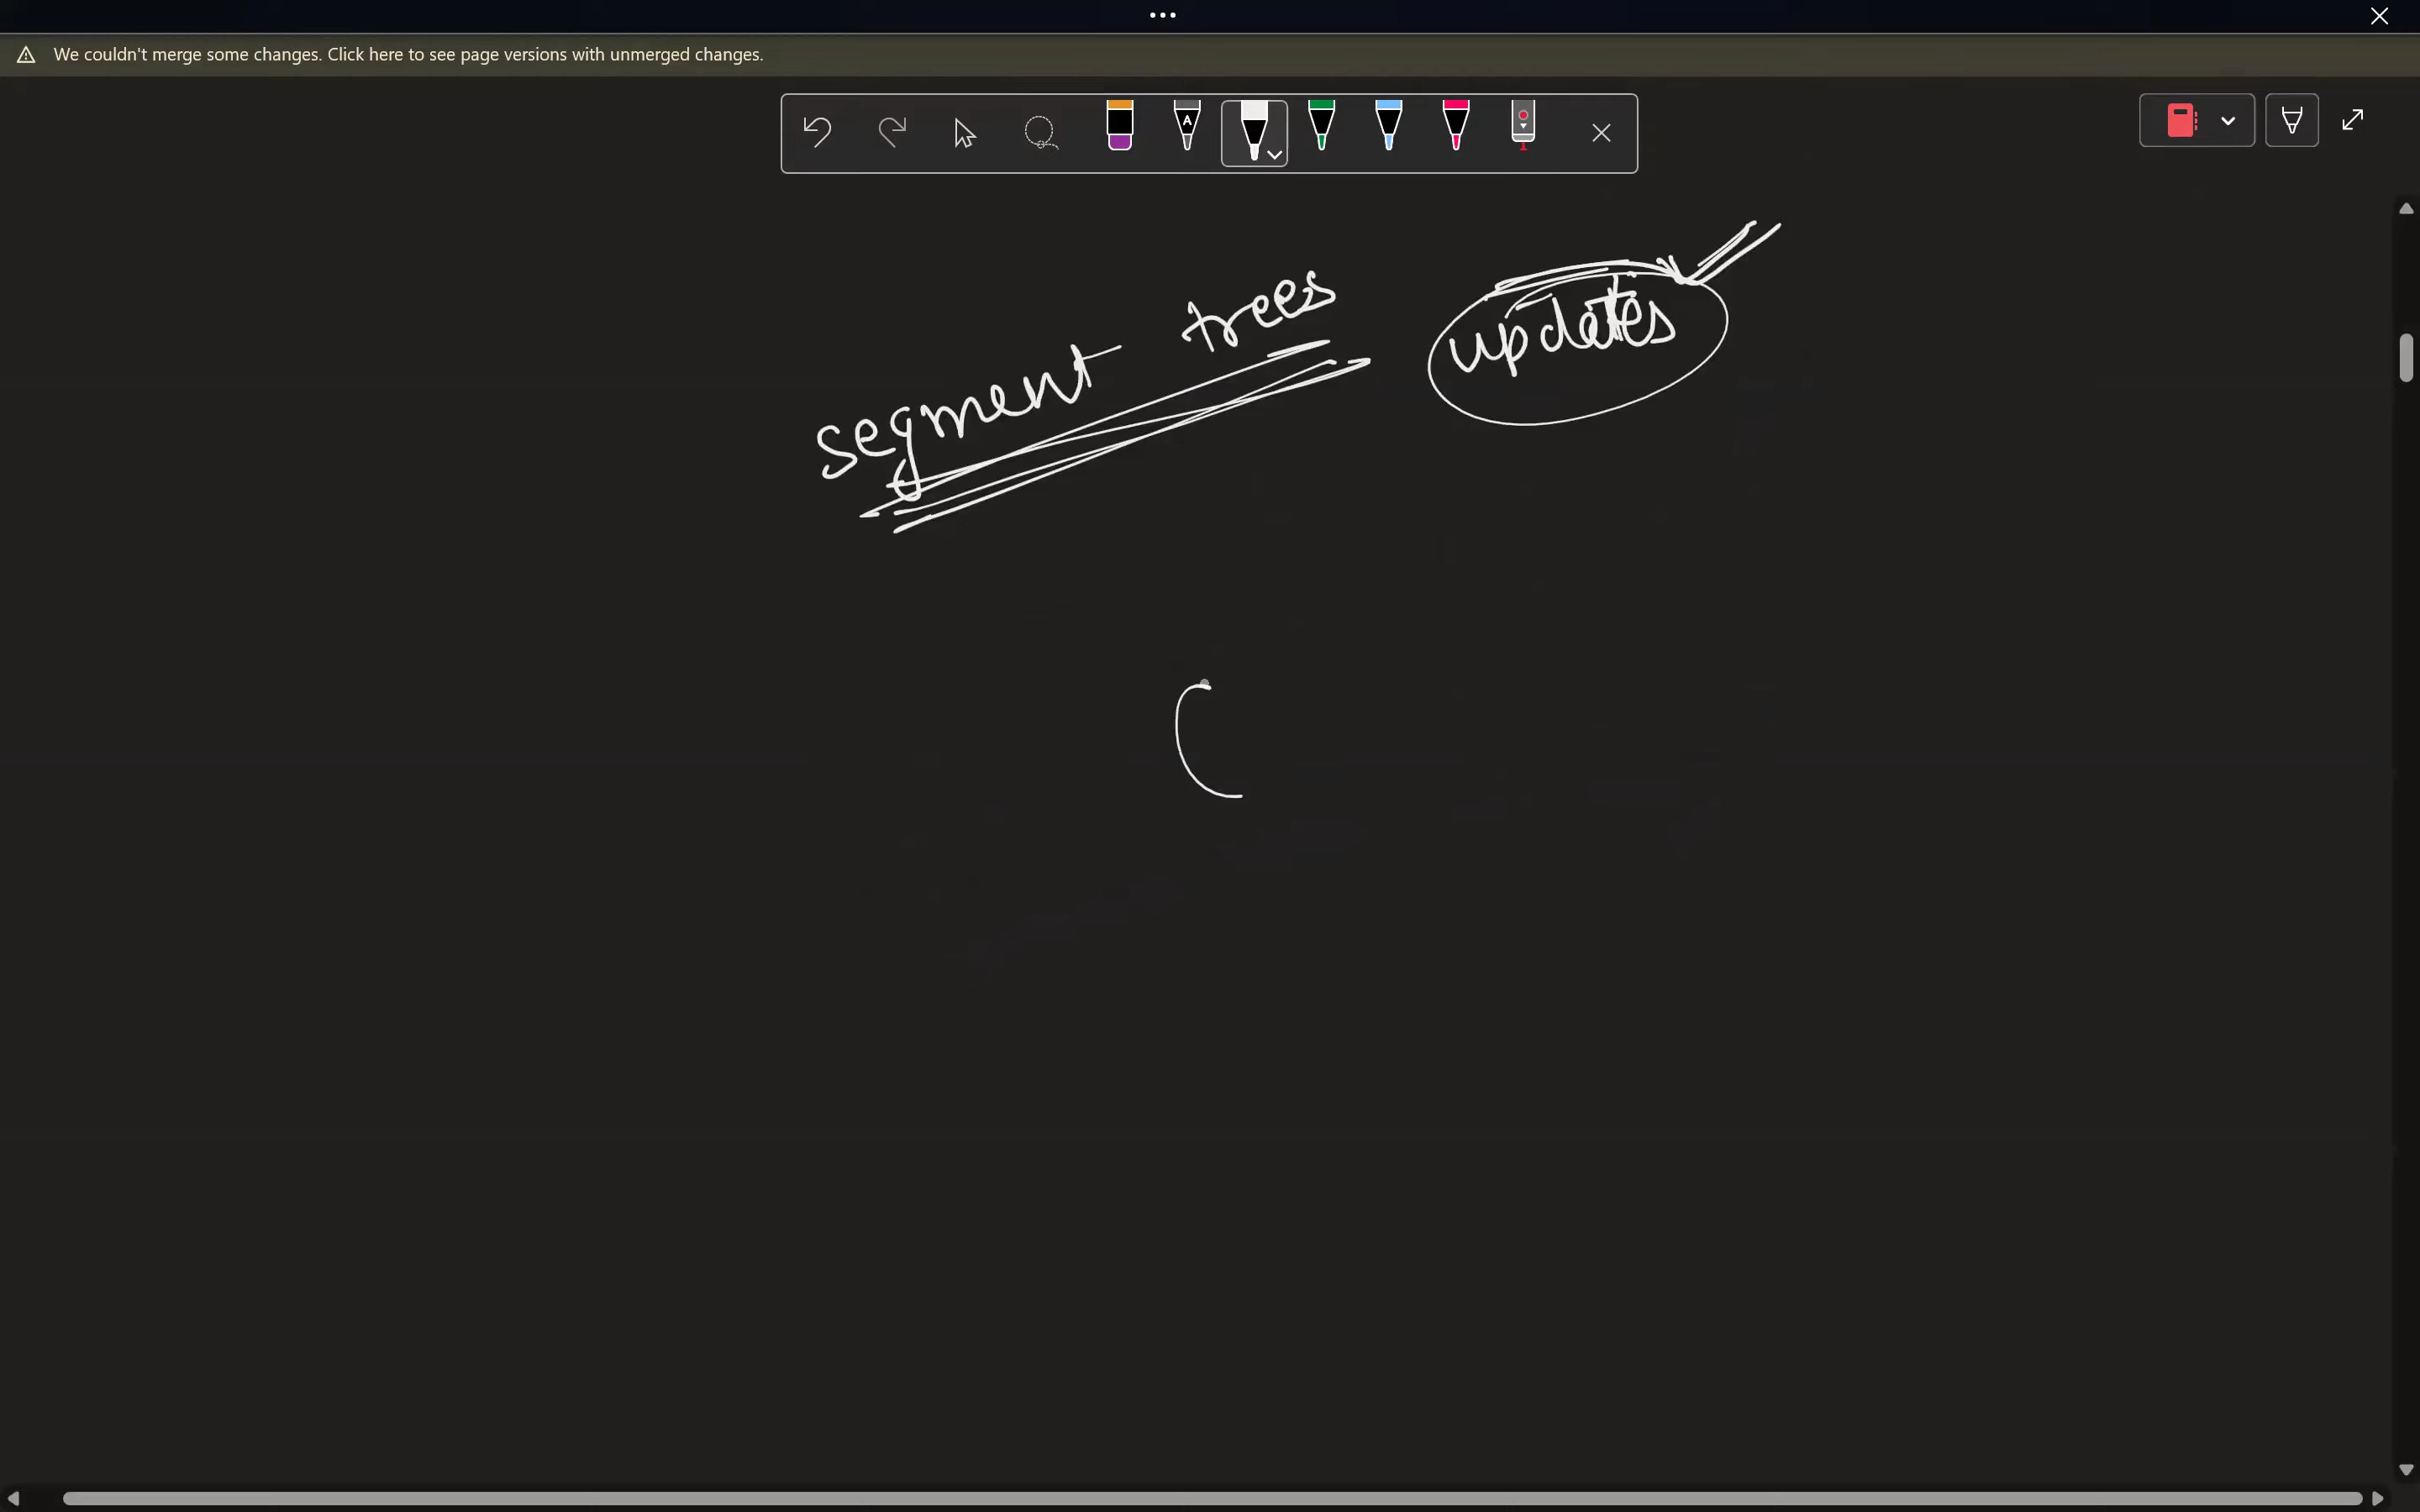 We couldn't merge some changes. Click here to see page versions with unmerged changes.
A
segment trees updates